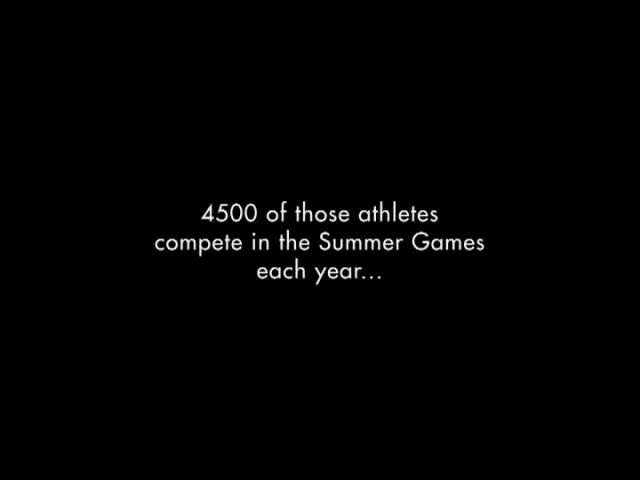 4500 of those athletes
compete in the Summer Games
each year...